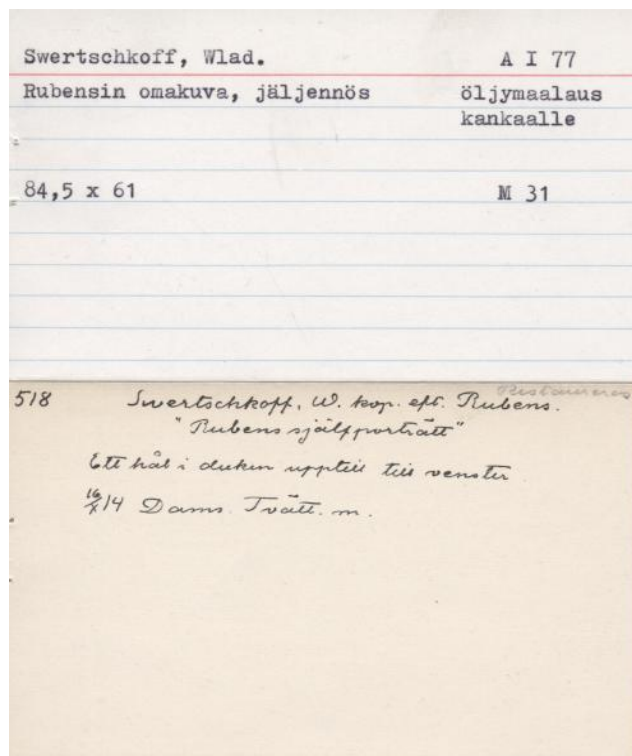 Swertschkoff, Wlad. A I 77
Rubensin omakuva, jäljennös öljymaalaus
kankaalle
84,5 x 61 M 31
Restaureras
518 Swertschkoff, W. kop. eft. Rubens.
"Rubens självporträtt"
Ett hål i duken upptill till venster
16/X 14 Dams. Tvätt. m.